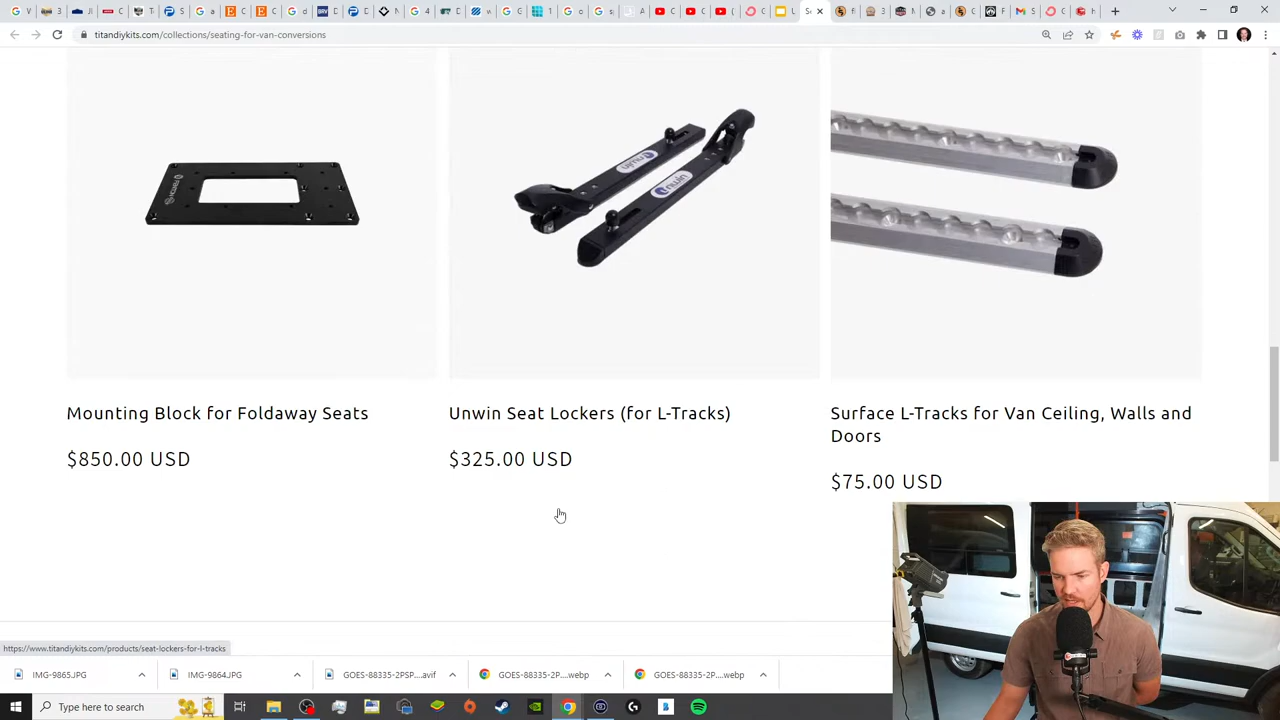 titandiykits.com/collections/seating-for-van-conversions
unwin
unwin
Mounting Block for Foldaway Seats
Unwin Seat Lockers (for L-Tracks)
Surface L-Tracks for Van Ceiling, Walls and
Doors
$850.00 USD
$325.00 USD
$75.00 USD
https://www.titandiykits.com/products/seat-lockers-for-l-tracks
IMG-9865.JPG
IMG-9864.JPG
GOES-88335-2PSP....avif
GOES-88335-2P....webp
GOES-88335-2P....webp
Type here to search